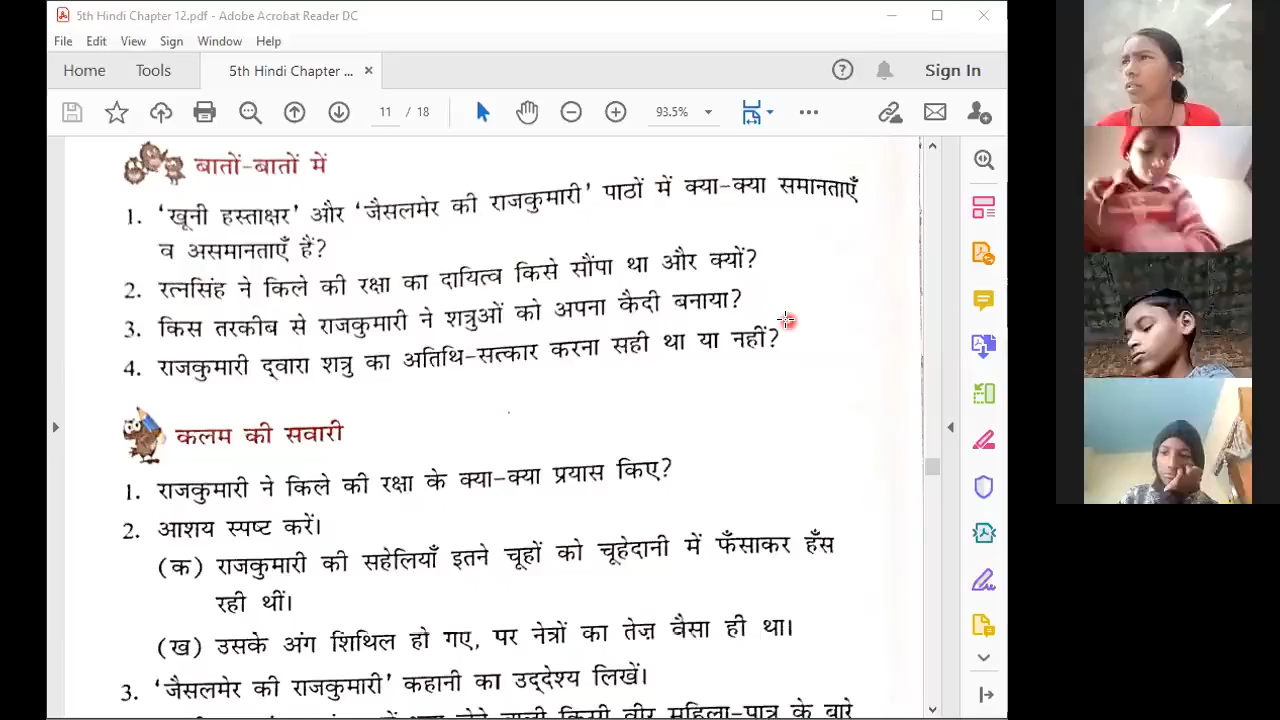 5th Hindi Chapter 12.pdf - Adobe Acrobat Reader DC
File Edit View Sign Window Help
Home Tools 5th Hindi Chapter ... × Sign In
11 / 18 93.5%
बातों-बातों में
1. ‘खूनी हस्ताक्षर’ और ‘जैसलमेर की राजकुमारी’ पाठों में क्या-क्या समानताएँ
व असमानताएँ हैं?
2. रत्नसिंह ने किले की रक्षा का दायित्व किसे सौंपा था और क्यों?
3. किस तरकीब से राजकुमारी ने शत्रुओं को अपना कैदी बनाया?
4. राजकुमारी द्वारा शत्रु का अतिथि-सत्कार करना सही था या नहीं?
कलम की सवारी
1. राजकुमारी ने किले की रक्षा के क्या-क्या प्रयास किए?
2. आशय स्पष्ट करें।
(क) राजकुमारी की सहेलियाँ इतने चूहों को चूहेदानी में फँसाकर हँस
रही थीं।
(ख) उसके अंग शिथिल हो गए, पर नेत्रों का तेज़ वैसा ही था।
3. ‘जैसलमेर की राजकुमारी’ कहानी का उद्देश्य लिखें।
वाली किसी वीर महिला-पात्र के बारे